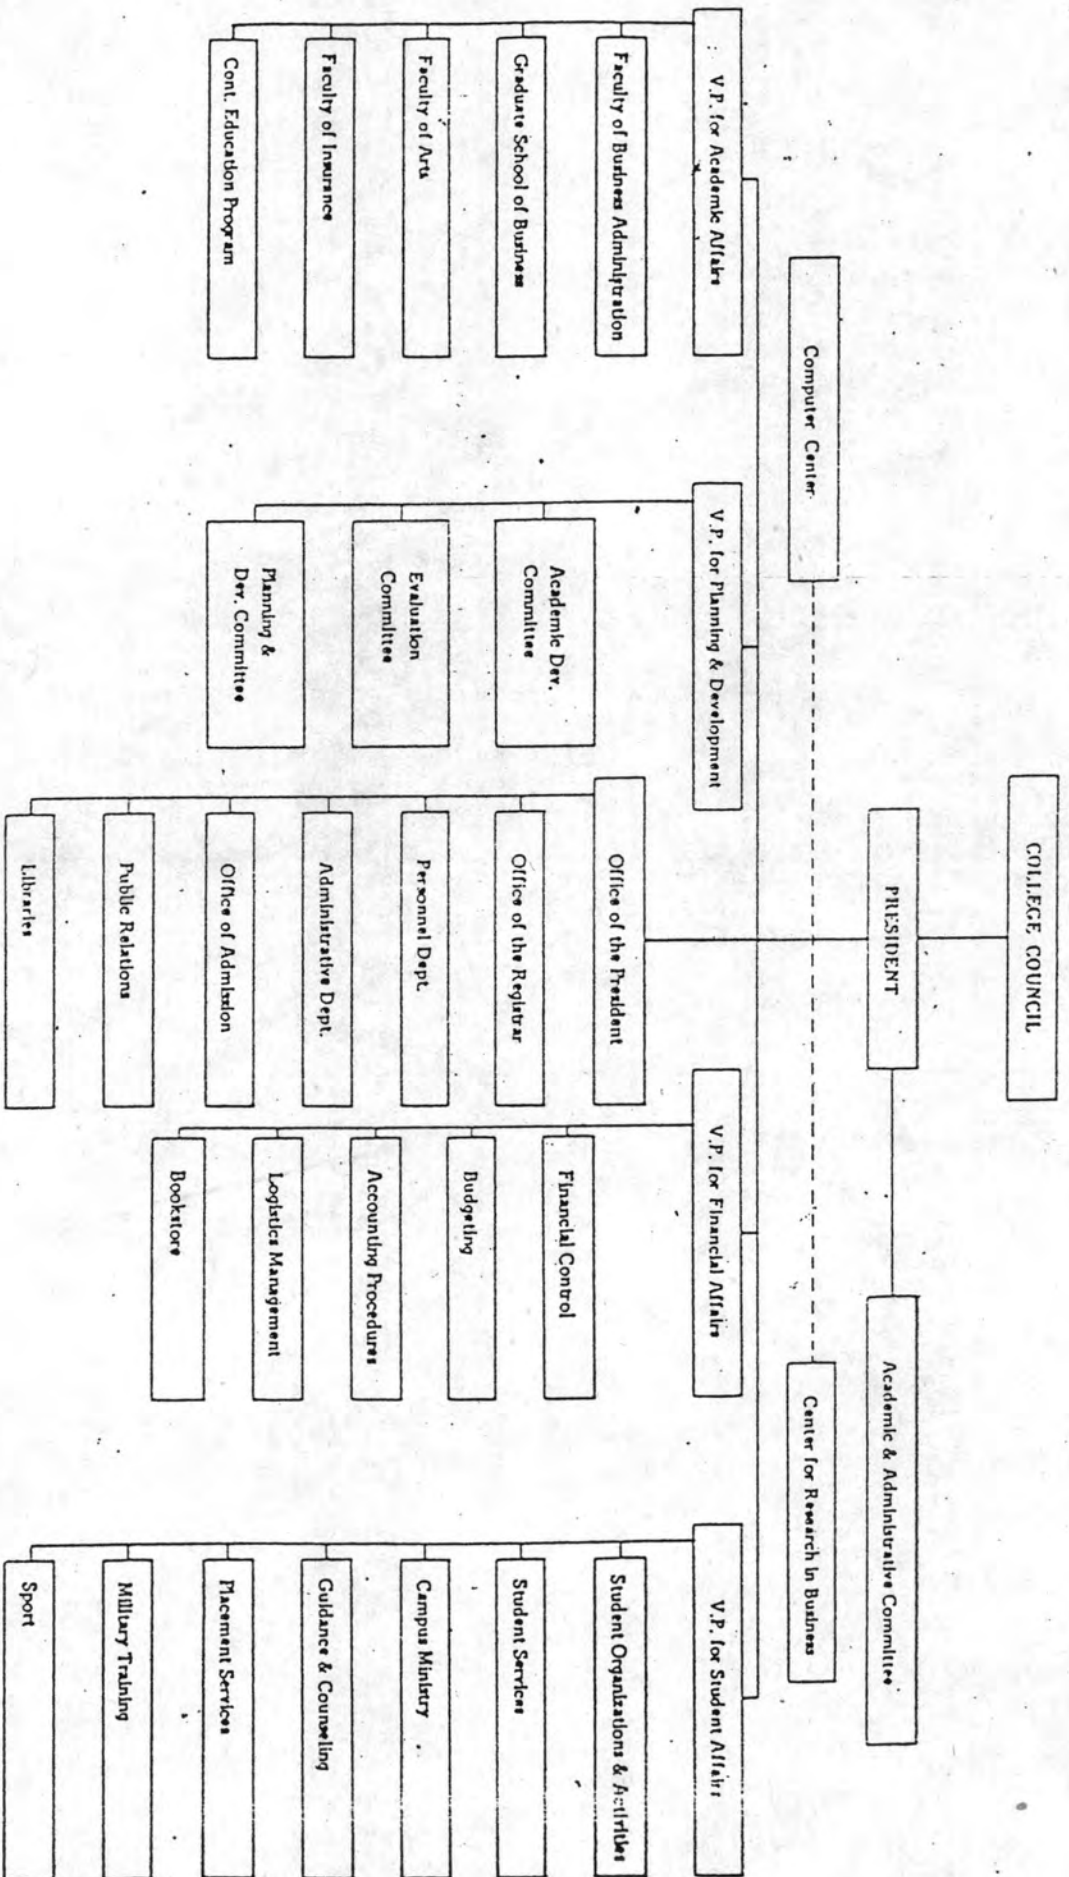 COLLEGE COUNCIL
PRESIDENT
Academic & Administrative Committee
Computer Center
Center for Research in Business
V.P. for Academic Affairs
Faculty of Business Administration
Graduate School of Business
Faculty of Arts
Faculty of Insurance
Cont. Education Program
V.P. for Planning & Development
Academic Dev.
Committee
Evaluation
Committee
Planning &
Dev. Committee
Office of the President
Office of the Registrar
Personnel Dept.
Administrative Dept.
Office of Admission
Public Relations
Libraries
V.P. for Financial Affairs
Financial Control
Budgeting
Accounting Procedures
Logistics Management
Bookstore
V.P. for Student Affairs
Student Organizations & Activities
Student Services
Campus Ministry
Guidance & Counseling
Placement Services
Military Training
Sport